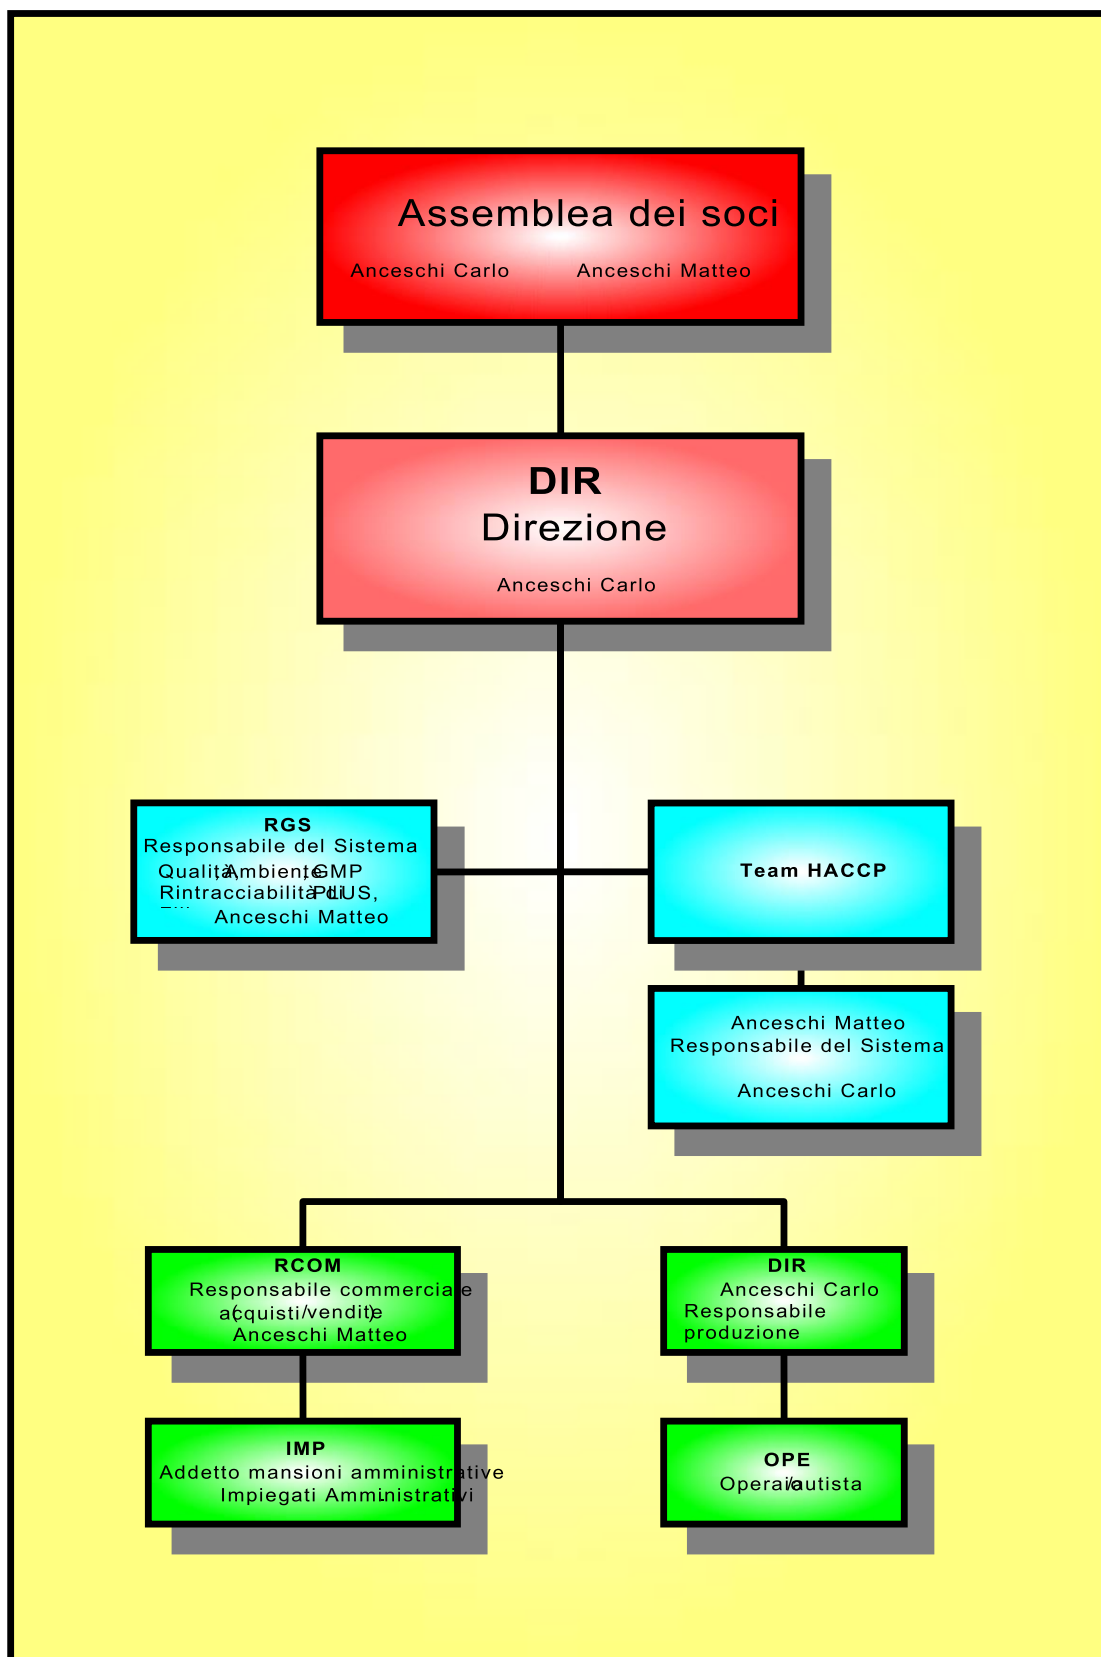 Assemblea dei soci
Anceschi Carlo Anceschi Matteo
DIR
Direzione
Anceschi Carlo
RGS
Responsabile del Sistema
Qualità, Ambiente, GMP
Rintracciabilità di PLUS,
Anceschi Matteo
Team HACCP
Anceschi Matteo
Responsabile del Sistema
Anceschi Carlo
RCOM
Responsabile commerciale
(acquisti/vendite)
Anceschi Matteo
DIR
Anceschi Carlo
Responsabile
produzione
IMP
Addetto mansioni amministrative
Impiegati Amministrativi
OPE
Operaio/autista